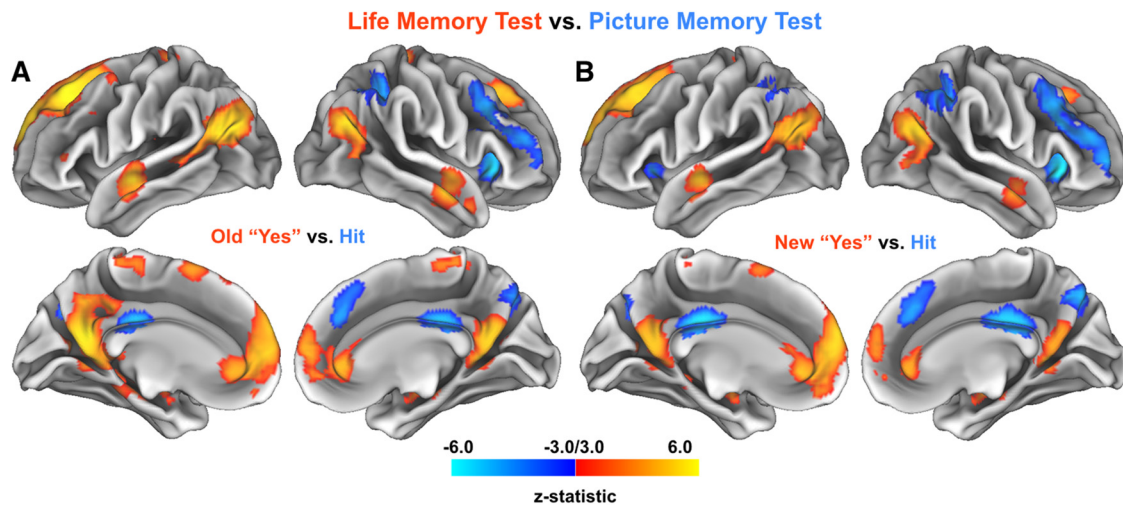 Life Memory Test vs. Picture Memory Test
A
B
Old “Yes” vs. Hit
New “Yes” vs. Hit
-6.0 -3.0/3.0 6.0
z-statistic